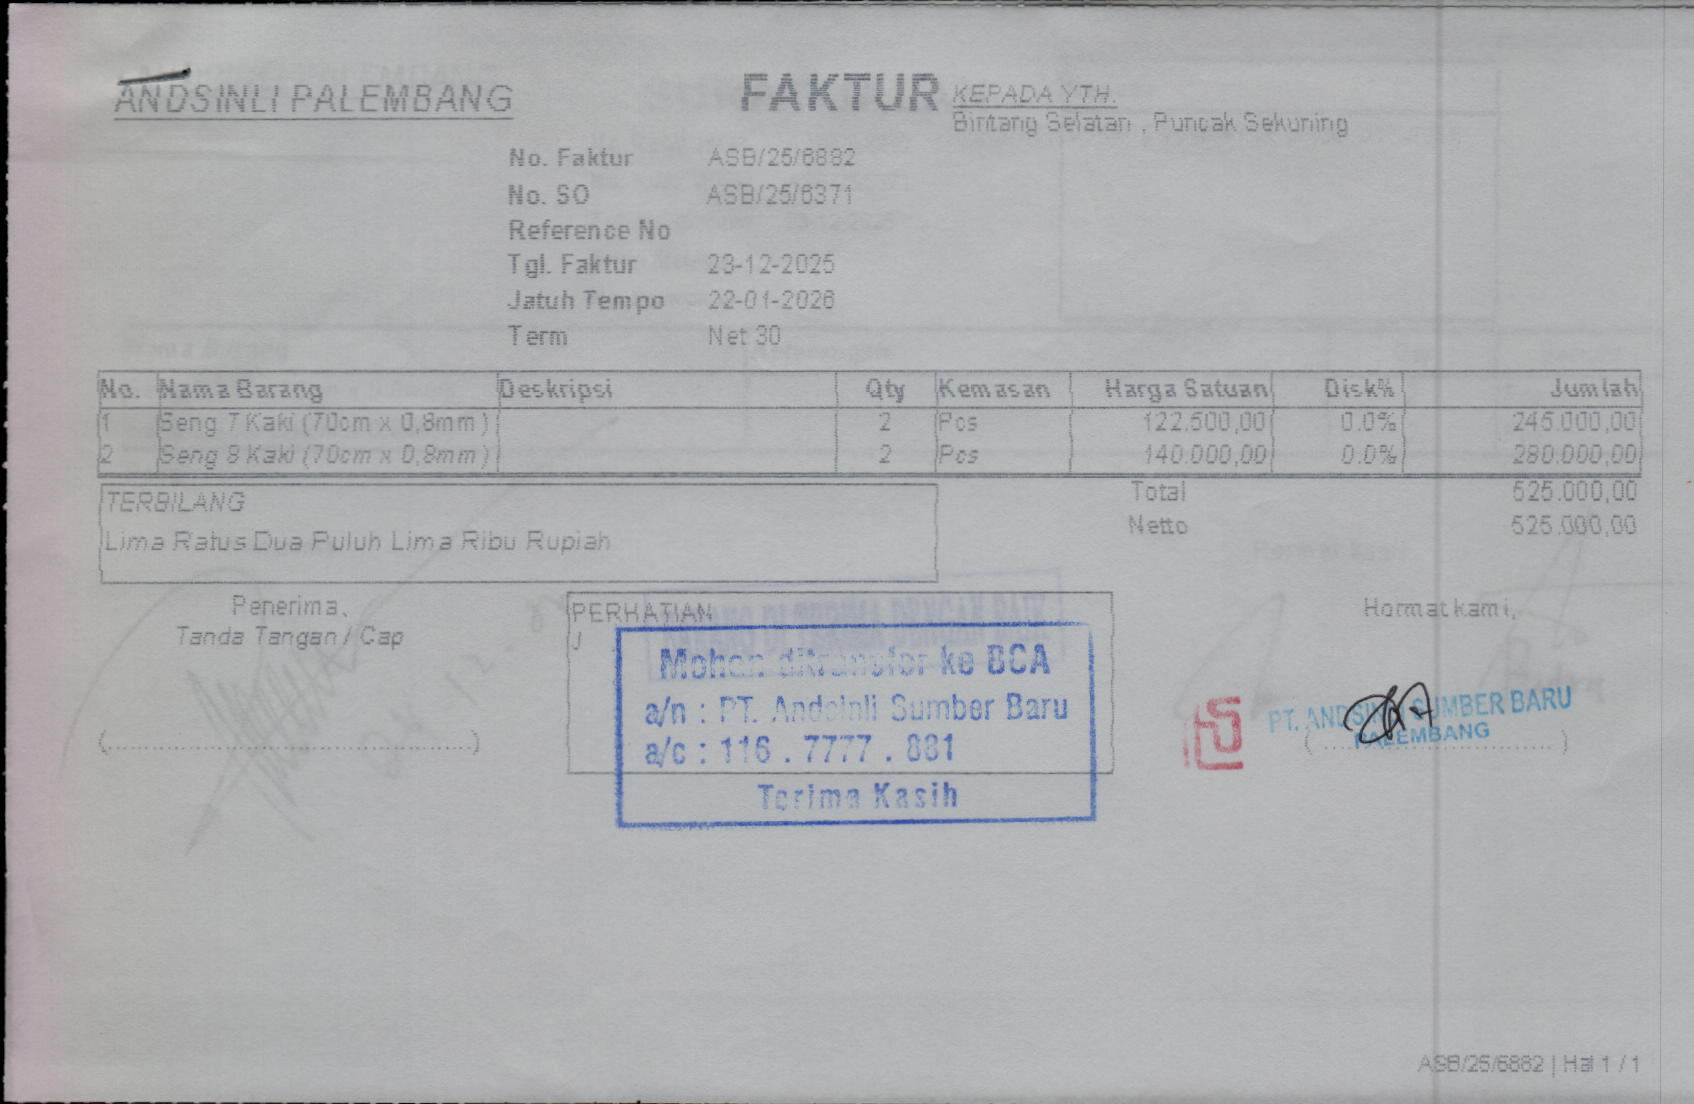 ANDSINLI PALEMBANG
FAKTUR
KEPADA YTH.
Bintang Selatan , Puncak Sekuning
No. Faktur ASB/25/6882
No. SO ASB/25/6371
Reference No
Tgl. Faktur 23-12-2025
Jatuh Tempo 22-01-2026
Term Net 30
No. Nama Barang Deskripsi Qty Kemasan Harga Satuan Disk% Jumlah
1 Seng 7 Kaki (70cm x 0,8mm) 2 Pcs 122.500,00 0.0% 245.000,00
2 Seng 8 Kaki (70cm x 0,8mm) 2 Pcs 140.000,00 0.0% 280.000,00
Total 525.000,00
Netto 525.000,00
TERBILANG
Lima Ratus Dua Puluh Lima Ribu Rupiah
Penerima,
Tanda Tangan / Cap
(........................................)
PERHATIAN
Mohon ditransfer ke BCA
a/n : PT. Andsinli Sumber Baru
a/c : 116 . 7777 . 881
Terima Kasih
Hormat kami,
PT. ANDSINLI SUMBER BARU
PALEMBANG
ASB/25/6882 | Hal 1 / 1